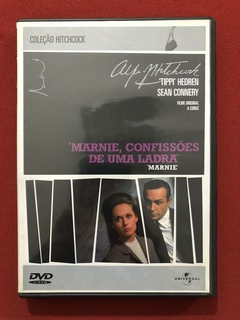 COLEÇÃO HITCHCOCK
Alfred Hitchcock
'TIPPI' HEDREN
SEAN CONNERY
FILME ORIGINAL
A CORES
"MARNIE, CONFISSÕES
DE UMA LADRA"
"MARNIE"
DVD
VIDEO
UNIVERSAL